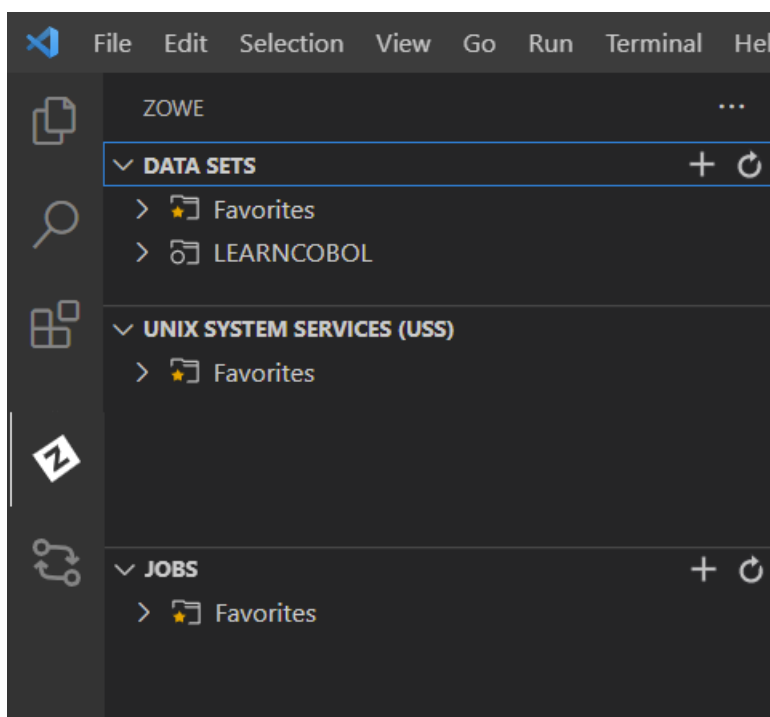 File Edit Selection View Go Run Terminal Hel
ZOWE
DATA SETS
Favorites
LEARNCOBOL
UNIX SYSTEM SERVICES (USS)
Favorites
Z
JOBS
Favorites